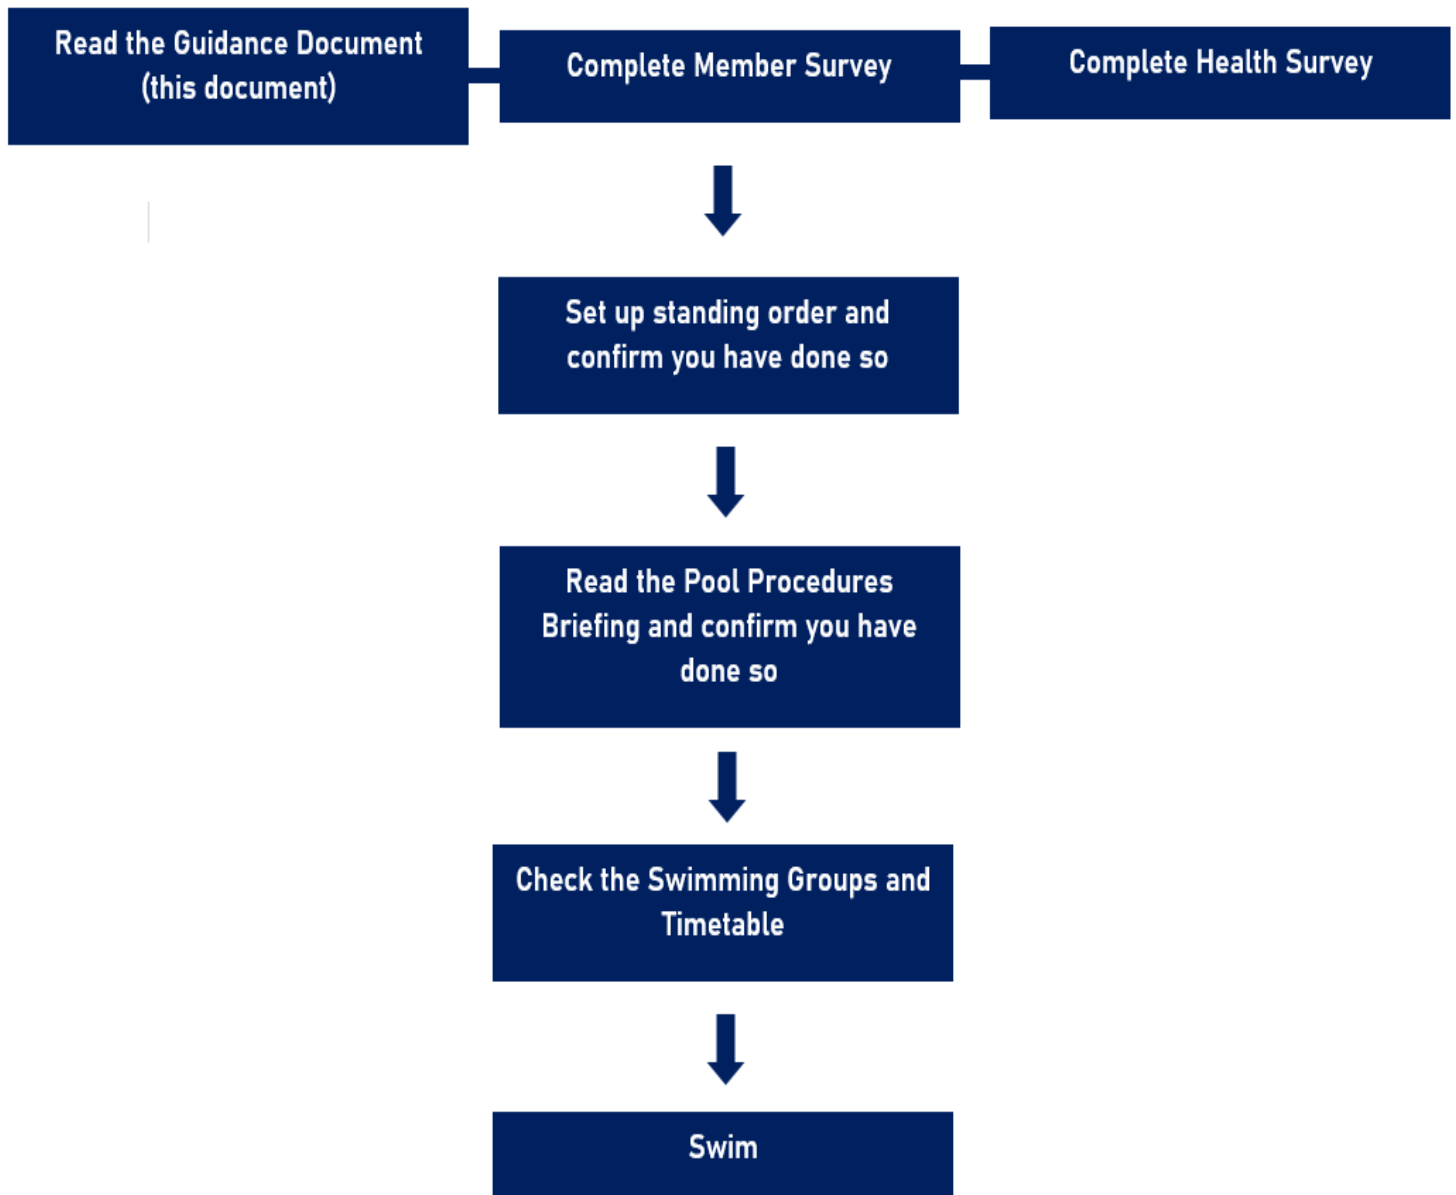 Read the Guidance Document
(this document)
Complete Member Survey
Complete Health Survey
Set up standing order and
confirm you have done so
Read the Pool Procedures
Briefing and confirm you have
done so
Check the Swimming Groups and
Timetable
Swim